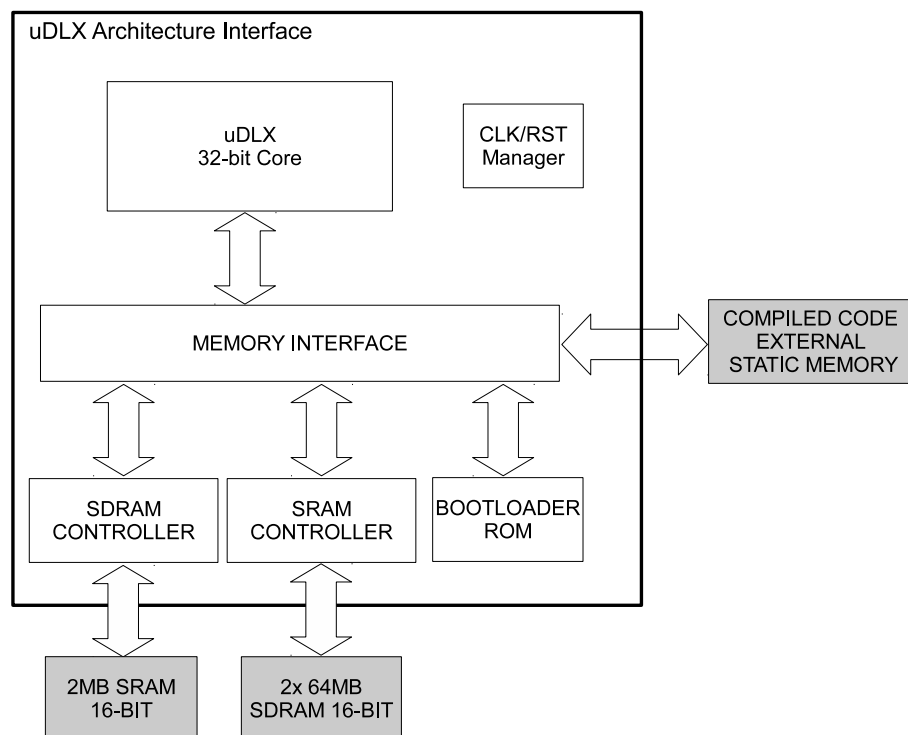 uDLX Architecture Interface
uDLX
32-bit Core
CLK/RST
Manager
MEMORY INTERFACE
COMPILED CODE
EXTERNAL
STATIC MEMORY
SDRAM
CONTROLLER
SRAM
CONTROLLER
BOOTLOADER
ROM
2MB SRAM
16-BIT
2x 64MB
SDRAM 16-BIT